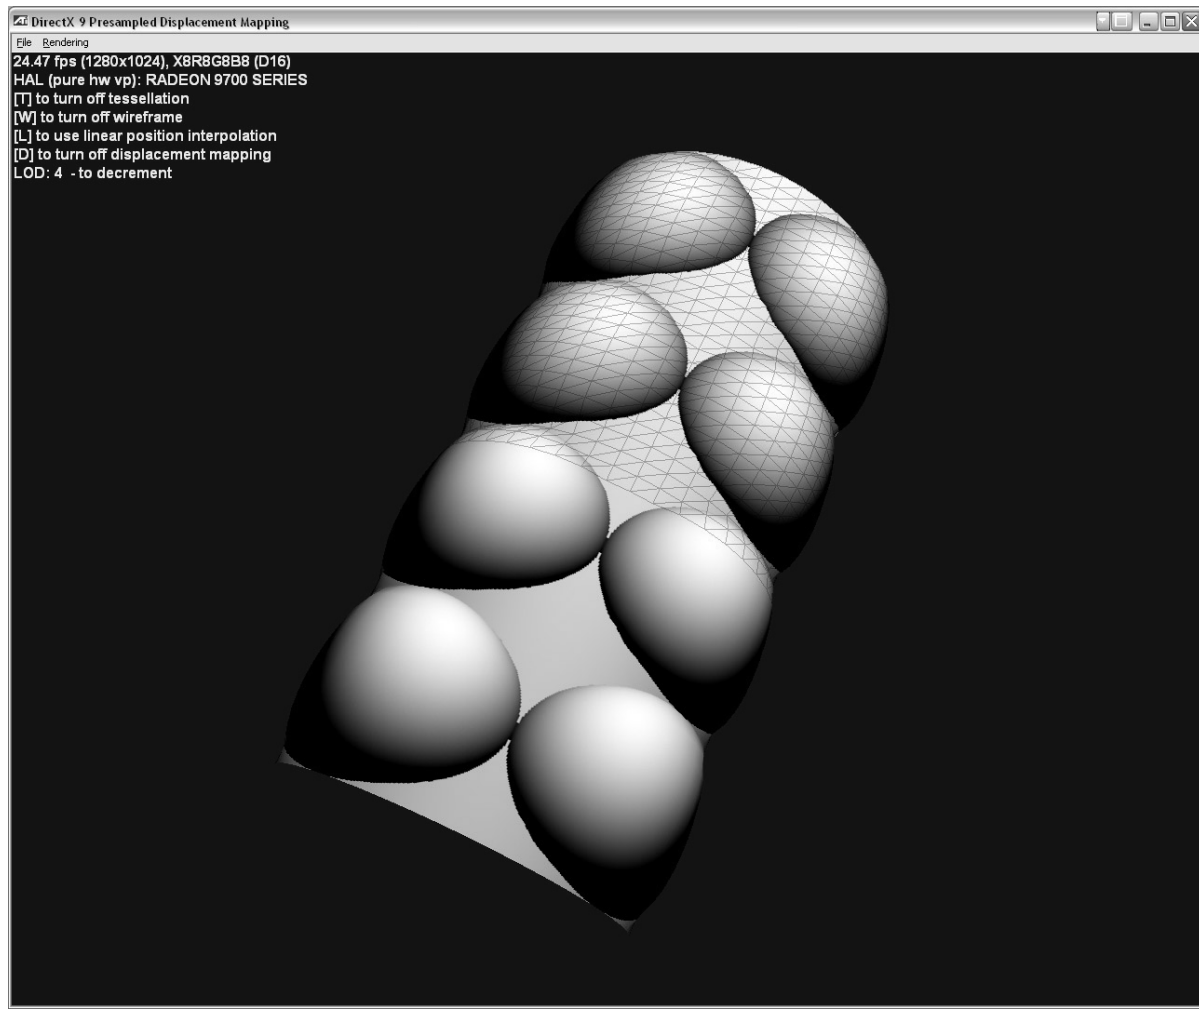 DirectX 9 Presampled Displacement Mapping
File Rendering
24.47 fps (1280x1024), X8R8G8B8 (D16)
HAL (pure hw vp): RADEON 9700 SERIES
[T] to turn off tessellation
[W] to turn off wireframe
[L] to use linear position interpolation
[D] to turn off displacement mapping
LOD: 4 - to decrement